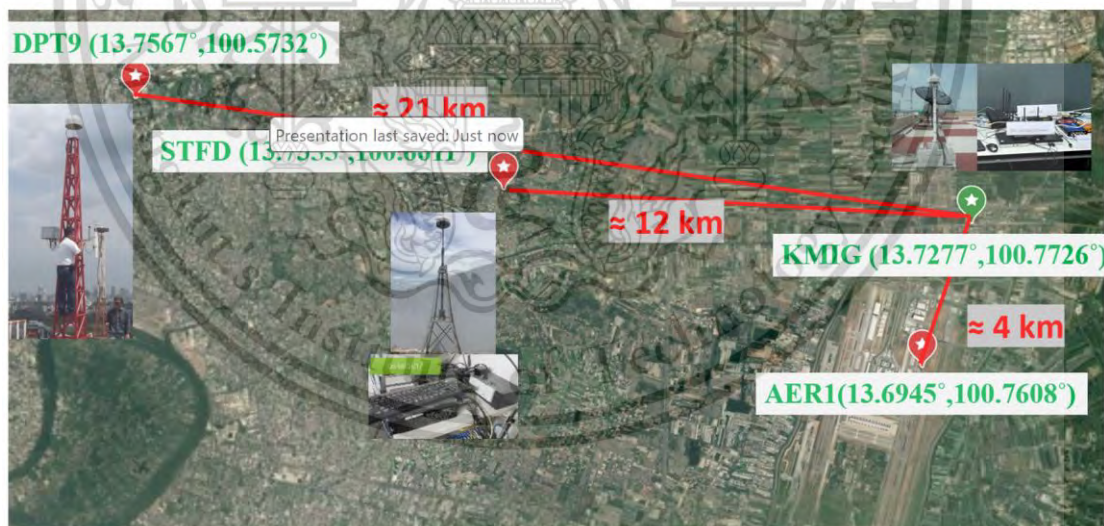 DPT9 (13.7567°,100.5732°)
≈ 21 km
Presentation last saved: Just now
STFD
≈ 12 km
KMIG (13.7277°,100.7726°)
≈ 4 km
AER1(13.6945°,100.7608°)